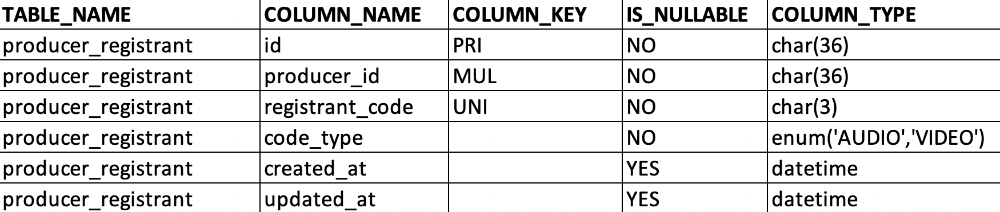 TABLE_NAME COLUMN_NAME COLUMN_KEY IS_NULLABLE COLUMN_TYPE
producer_registrant id PRI NO char(36)
producer_registrant producer_id MUL NO char(36)
producer_registrant registrant_code UNI NO char(3)
producer_registrant code_type NO enum('AUDIO','VIDEO')
producer_registrant created_at YES datetime
producer_registrant updated_at YES datetime